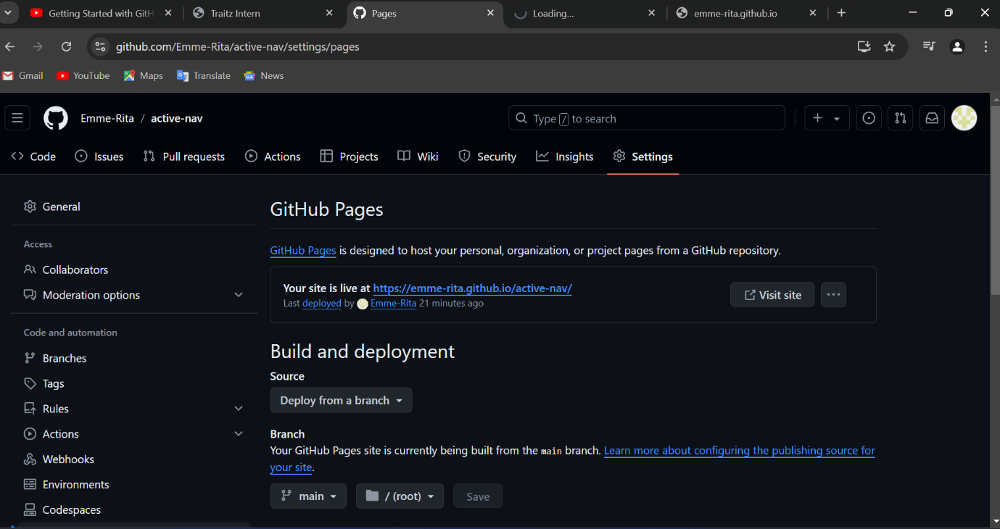 Getting Started with GitH
Traitz Intern
Pages
Loading...
emme-rita.github.io
github.com/Emme-Rita/active-nav/settings/pages
Gmail
YouTube
Maps
Translate
News
Emme-Rita / active-nav
Type / to search
Code
Issues
Pull requests
Actions
Projects
Wiki
Security
Insights
Settings
General
Access
Collaborators
Moderation options
Code and automation
Branches
Tags
Rules
Actions
Webhooks
Environments
Codespaces
GitHub Pages
GitHub Pages is designed to host your personal, organization, or project pages from a GitHub repository.
Your site is live at https://emme-rita.github.io/active-nav/
Last deployed by Emme-Rita 21 minutes ago
Visit site
Build and deployment
Source
Deploy from a branch
Branch
Your GitHub Pages site is currently being built from the main branch. Learn more about configuring the publishing source for
your site.
main
/ (root)
Save